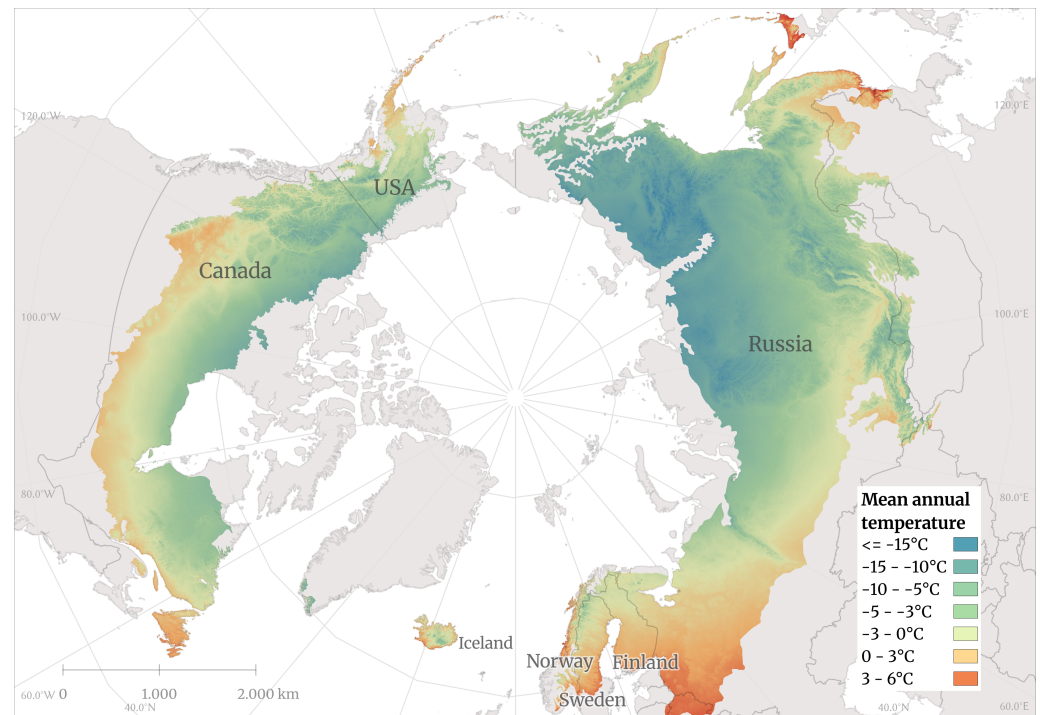 120.0°W
120.0°E
USA
Canada
100.0°W
100.0°E
Russia
80.0°W
80.0°E
Mean annual
temperature
<= -15°C
-15 - -10°C
-10 - -5°C
-5 - -3°C
-3 - 0°C
0 - 3°C
3 - 6°C
Iceland
Norway
Finland
Sweden
0 1.000 2.000 km
60.0°W
40.0°N
40.0°N
60.0°E